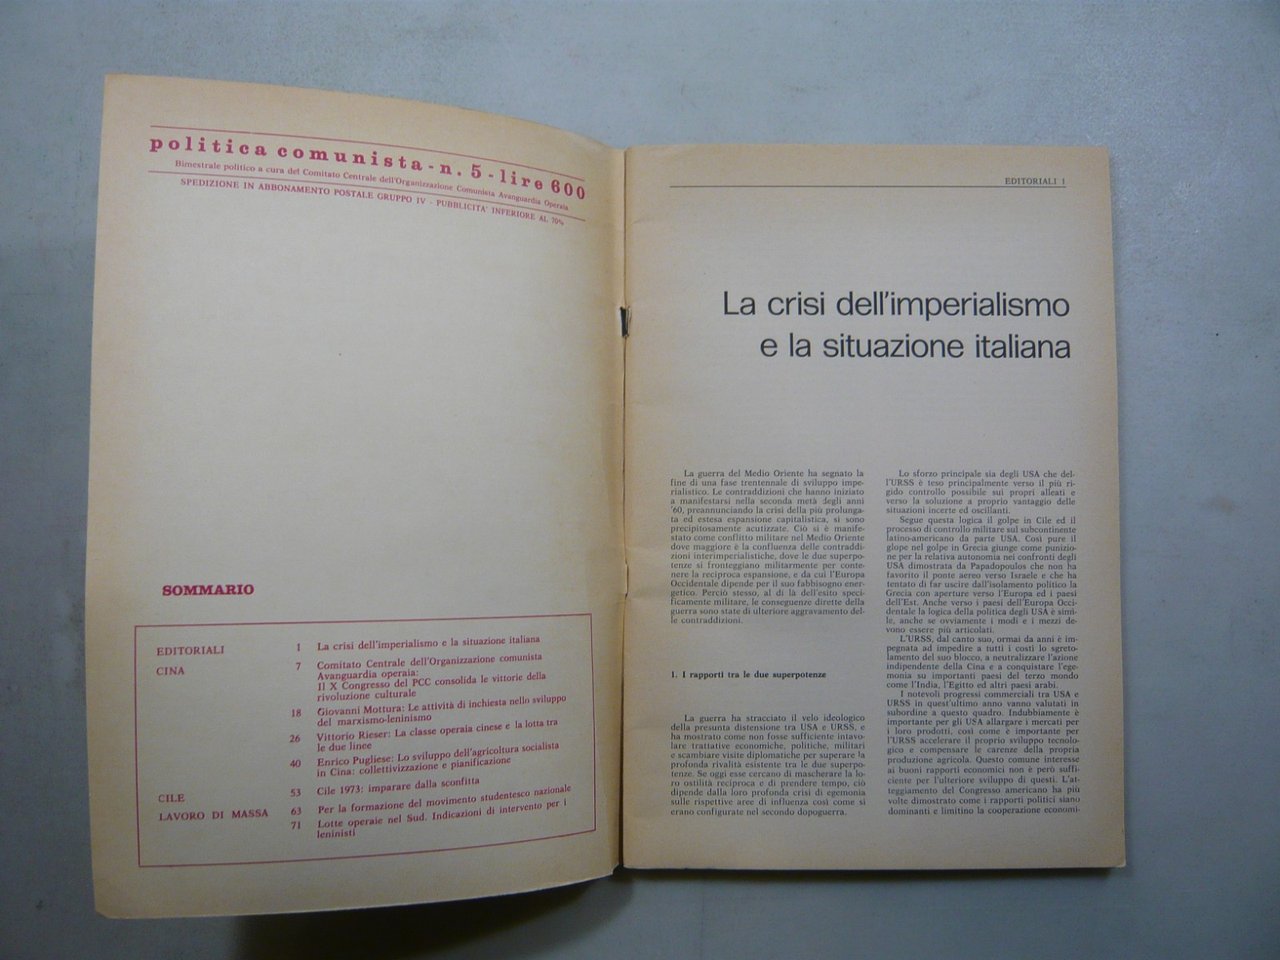 politica comunista - n. 5 - lire 600
Bimestrale politico a cura del Comitato Centrale dell'Organizzazione Comunista Avanguardia Operaia
SPEDIZIONE IN ABBONAMENTO POSTALE GRUPPO IV - PUBBLICITA' INFERIORE AL 70%
SOMMARIO
EDITORIALI 1 La crisi dell'imperialismo e la situazione italiana
CINA 7 Comitato Centrale dell'Organizzazione comunista
Avanguardia operaia:
Il X Congresso del PCC consolida le vittorie della
rivoluzione culturale
18 Giovanni Mottura: Le attività di inchiesta nello sviluppo
del marxismo-leninismo
26 Vittorio Rieser: La classe operaia cinese e la lotta tra
le due linee
40 Enrico Pugliese: Lo sviluppo dell'agricoltura socialista
in Cina: collettivizzazione e pianificazione
CILE 53 Cile 1973: imparare dalla sconfitta
LAVORO DI MASSA 63 Per la formazione del movimento studentesco nazionale
71 Lotte operaie nel Sud. Indicazioni di intervento per i
leninisti
EDITORIALI 1
La crisi dell'imperialismo
e la situazione italiana
La guerra del Medio Oriente ha segnato la
fine di una fase trentennale di sviluppo impe-
rialistico. Le contraddizioni che hanno iniziato
a manifestarsi nella seconda metà degli anni
'60, preannunciando la crisi della più prolunga-
ta ed estesa espansione capitalistica, si sono
precipitosamente acutizzate. Ciò si è manife-
stato come conflitto militare nel Medio Oriente
dove maggiore è la confluenza delle contraddi-
zioni interimperialistiche, dove le due superpo-
tenze si fronteggiano militarmente per conte-
nere la reciproca espansione, e da cui l'Europa
Occidentale dipende per il suo fabbisogno ener-
getico. Perciò stesso, al di là dell'esito speci-
ficamente militare, le conseguenze dirette della
guerra sono state di ulteriore aggravamento del-
le contraddizioni.
1. I rapporti tra le due superpotenze
La guerra ha stracciato il velo ideologico
della presunta distensione tra USA e URSS, e
ha mostrato come non fosse sufficiente intavo-
lare trattative economiche, politiche, militari
e scambiare visite diplomatiche per superare la
profonda rivalità esistente tra le due superpo-
tenze. Se oggi esse cercano di mascherare la lo-
ro ostilità reciproca e di prendere tempo, ciò
dipende dalla loro profonda crisi di egemonia
sulle rispettive aree di influenza così come si
erano configurate nel secondo dopoguerra.
Lo sforzo principale sia degli USA che del-
l'URSS è teso principalmente verso il più ri-
gido controllo possibile sui propri alleati e
verso la soluzione a proprio vantaggio delle
situazioni incerte ed oscillanti.
Segue questa logica il golpe in Cile ed il
processo di controllo militare sul subcontinente
latino-americano da parte USA. Così pure il
glope nel golpe in Grecia giunge come punizio-
ne per la relativa autonomia nei confronti degli
USA dimostrata da Papadopoulos che non ha
favorito il ponte aereo verso Israele e che ha
tentato di far uscire dall'isolamento politico la
Grecia con aperture verso l'Europa ed i paesi
dell'Est. Anche verso i paesi dell'Europa Occi-
dentale la logica della politica degli USA è simi-
le, anche se ovviamente i modi e i mezzi de-
vono essere più articolati.
L'URSS, dal canto suo, ormai da anni è im-
pegnata ad impedire a tutti i costi lo sgreto-
lamento del suo blocco, a neutralizzare l'azione
indipendente della Cina e a conquistare l'ege-
monia su importanti paesi del terzo mondo
come l'India, l'Egitto ed altri paesi arabi.
I notevoli progressi commerciali tra USA e
URSS in quest'ultimo anno vanno valutati in
subordine a questo quadro. Indubbiamente è
importante per gli USA allargare i mercati per
i loro prodotti, così come è importante per
l'URSS accelerare il proprio sviluppo tecnolo-
gico e compensare le carenze della propria
produzione agricola. Questo comune interesse
ai buoni rapporti economici non è però suffi-
ciente per l'ulteriore sviluppo di questi. L'at-
teggiamento del Congresso americano ha più
volte dimostrato come i rapporti politici siano
dominanti e limitino la cooperazione economi-